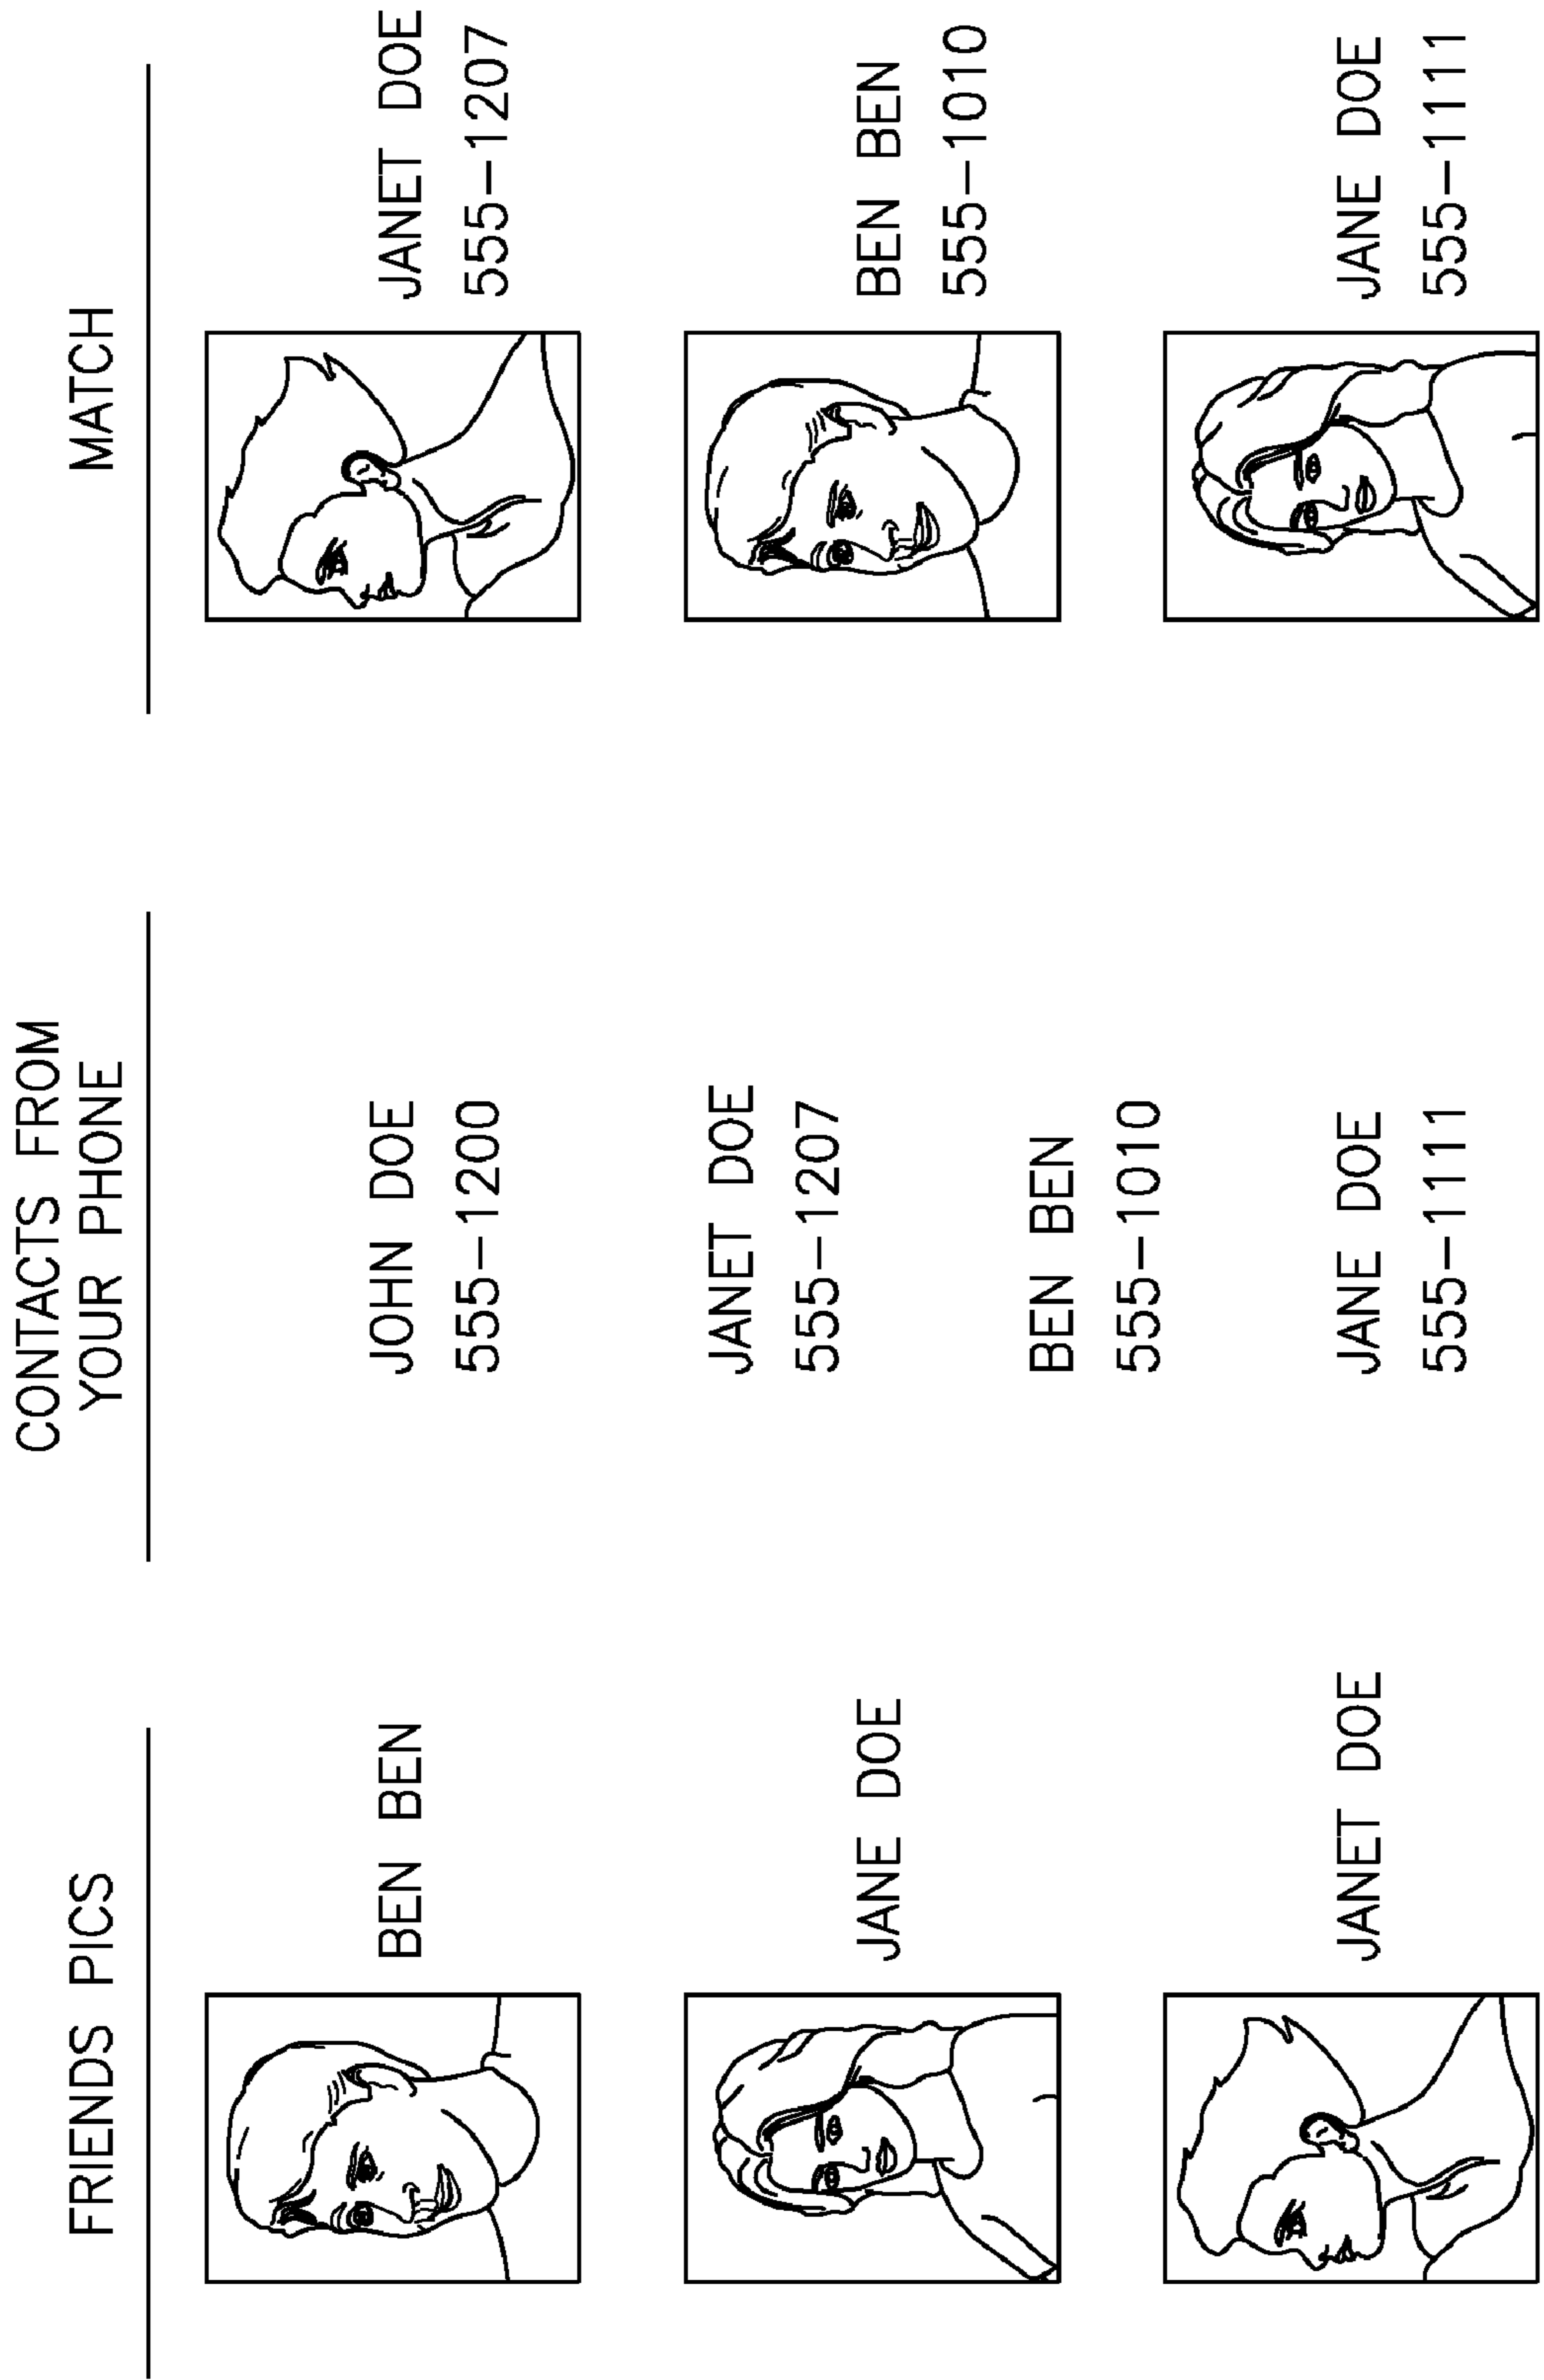 FRIENDS PICS
BEN BEN
JANE DOE
JANET DOE
CONTACTS FROM
YOUR PHONE
JOHN DOE
555-1200
JANET DOE
555-1207
BEN BEN
555-1010
JANE DOE
555-1111
MATCH
JANET DOE
555-1207
BEN BEN
555-1010
JANE DOE
555-1111